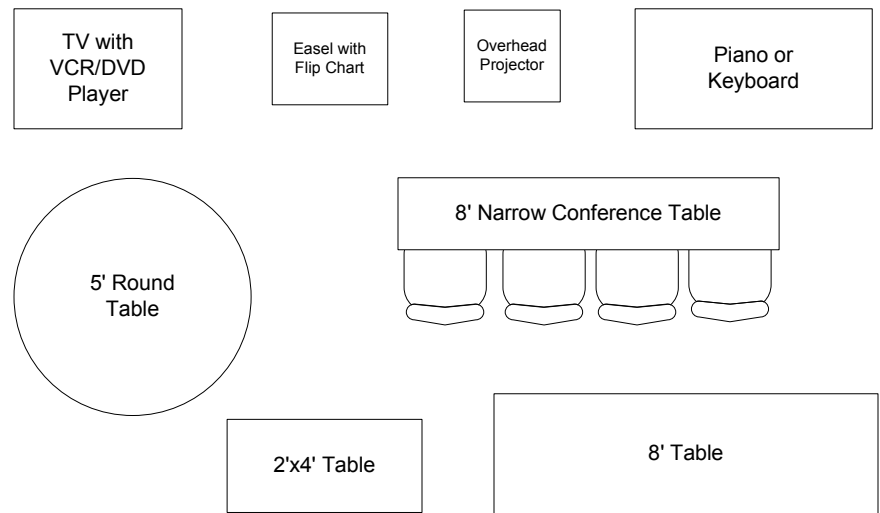 TV with
VCR/DVD
Player
Easel with
Flip Chart
Overhead
Projector
Piano or
Keyboard
8' Narrow Conference Table
5' Round
Table
2'x4' Table
8' Table